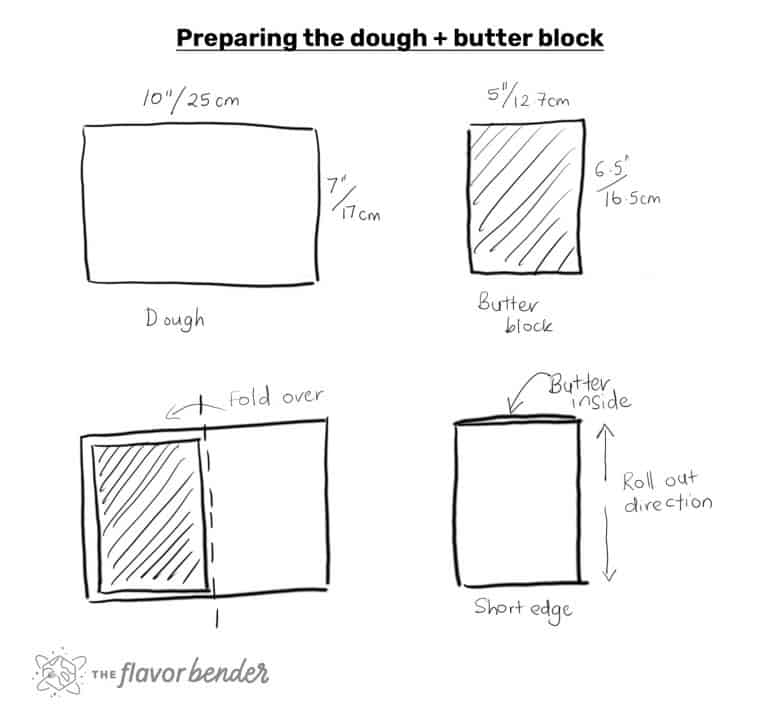 Preparing the dough + butter block
10"/25 cm
5"/12.7cm
7"/17cm
6.5'/16.5cm
Dough
Butter
block
Fold over
Butter
inside
Roll out
direction
Short edge
THE flavor bender